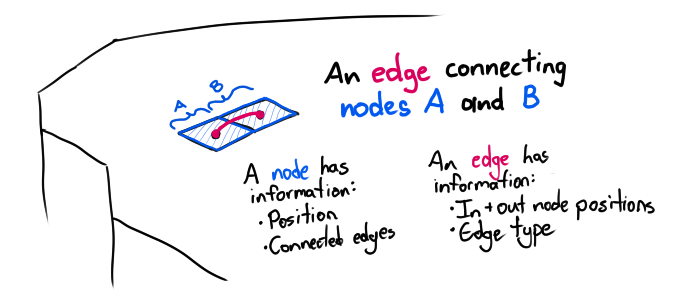 An edge connecting
nodes A and B
A
B
A node has
information:
· Position
· Connected edges
An edge has
information:
· In + out node positions
· Edge type